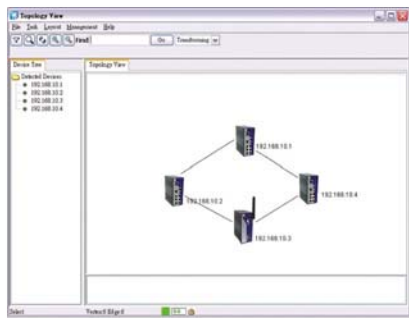 Topology View
File Task Layout Management Help
Find Go Transforming
Device Tree
Detected Devices
192.168.10.1
192.168.10.2
192.168.10.3
192.168.10.4
Topology View
192.168.10.1
192.168.10.2
192.168.10.4
192.168.10.3
Select